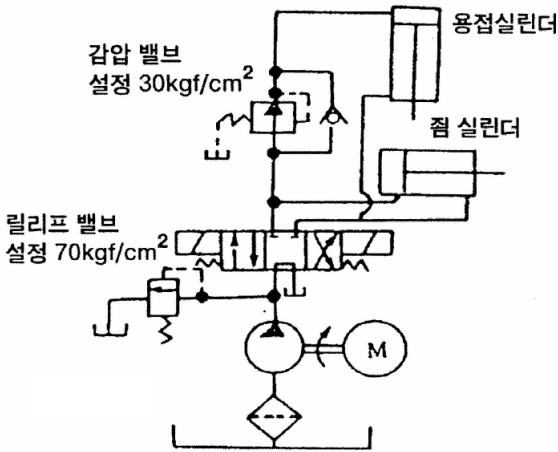 용접실린더
감압 밸브
설정 30kgf/cm²
죔 실린더
릴리프 밸브
설정 70kgf/cm²
M